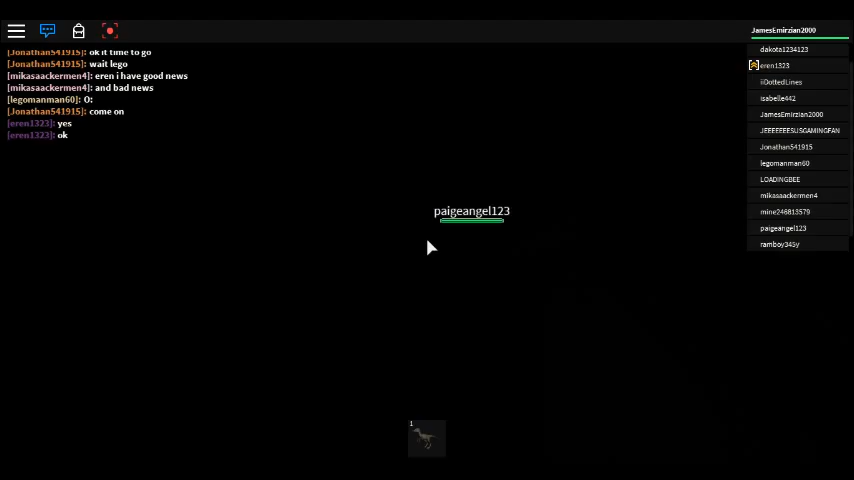 [Jonathan541915]: ok it time to go
[Jonathan541915]: wait lego
[mikasaackermen4]: eren i have good news
[mikasaackermen4]: and bad news
[legomanman60]: O:
[Jonathan541915]: come on
[eren1323]: yes
[eren1323]: ok
paigeangel123
1
JamesEmirzian2000
dakota1234123
eren1323
iiDottedLines
isabelle442
JamesEmirzian2000
JEEEEEEESUSGAMINGFAN
Jonathan541915
legomanman60
LOADINGBEE
mikasaackermen4
mine246813579
paigeangel123
ramboy345y